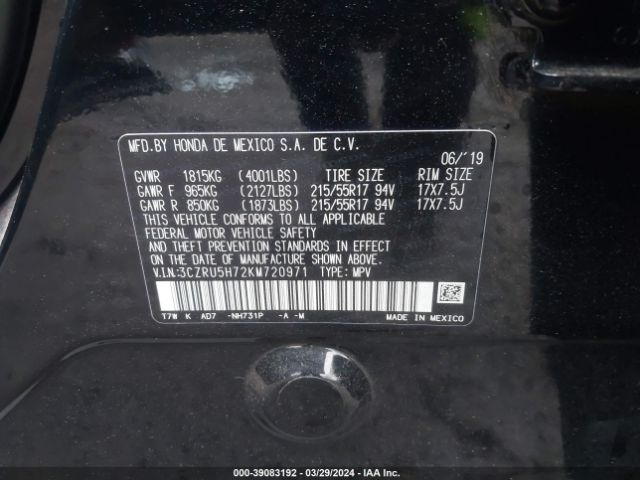 MFD.BY HONDA DE MEXICO S.A. DE C.V. 06/'19
GVWR 1815KG (4001LBS) TIRE SIZE RIM SIZE
GAWR F 965KG (2127LBS) 215/55R17 94V 17X7.5J
GAWR R 850KG (1873LBS) 215/55R17 94V 17X7.5J
THIS VEHICLE CONFORMS TO ALL APPLICABLE
FEDERAL MOTOR VEHICLE SAFETY
AND THEFT PREVENTION STANDARDS IN EFFECT
ON THE DATE OF MANUFACTURE SHOWN ABOVE.
V.I.N.:3CZRU5H72KM720971 TYPE: MPV
T7W K AD7 -NH731P -A -M MADE IN MEXICO
000-39083192 - 03/29/2024 - IAA Inc.